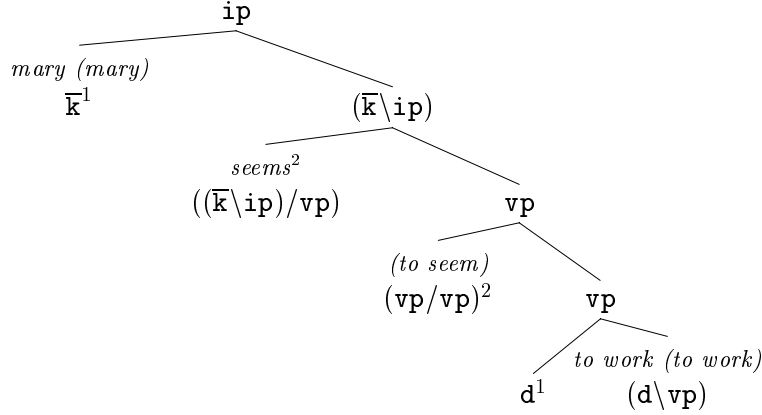 ip
mary (mary)
k̅¹
(k̅\ip)
seems²
((k̅\ip)/vp)
vp
(to seem)
(vp/vp)²
vp
to work (to work)
d¹
(d\vp)